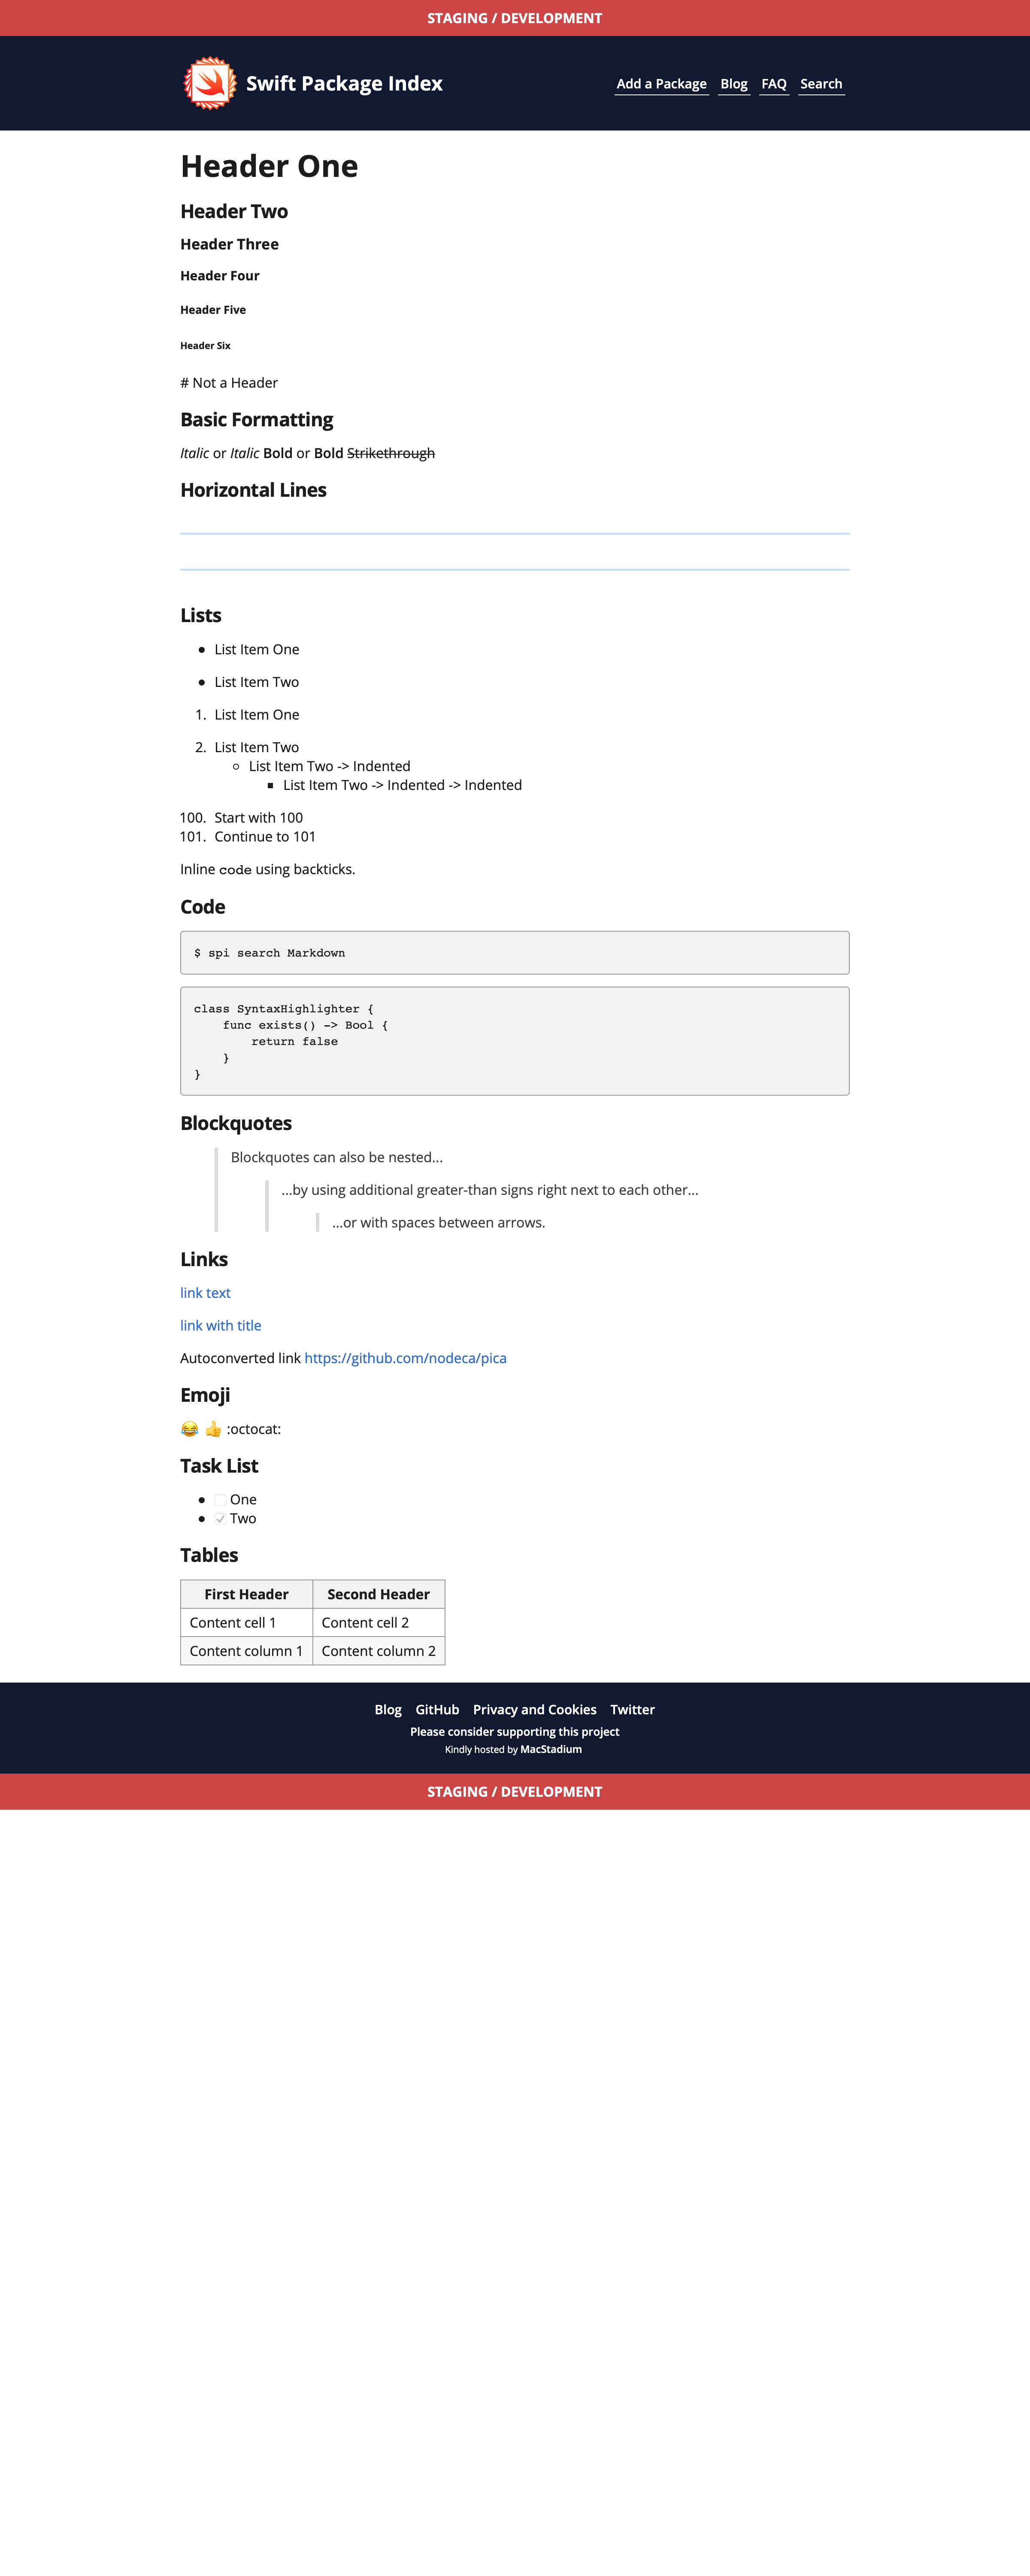 STAGING / DEVELOPMENT
Swift Package Index
Add a Package Blog FAQ Search
Header One
Header Two
Header Three
Header Four
Header Five
Header Six
# Not a Header
Basic Formatting
Italic or Italic Bold or Bold Strikethrough
Horizontal Lines
Lists
• List Item One
• List Item Two
1. List Item One
2. List Item Two
○ List Item Two -> Indented
■ List Item Two -> Indented -> Indented
100. Start with 100
101. Continue to 101
Inline code using backticks.
Code
$ spi search Markdown
class SyntaxHighlighter {
    func exists() -> Bool {
        return false
    }
}
Blockquotes
Blockquotes can also be nested...
...by using additional greater-than signs right next to each other...
...or with spaces between arrows.
Links
link text
link with title
Autoconverted link https://github.com/nodeca/pica
Emoji
😂 👍 :octocat:
Task List
• ☐ One
• ☑ Two
Tables
First Header Second Header
Content cell 1 Content cell 2
Content column 1 Content column 2
Blog GitHub Privacy and Cookies Twitter
Please consider supporting this project
Kindly hosted by MacStadium
STAGING / DEVELOPMENT